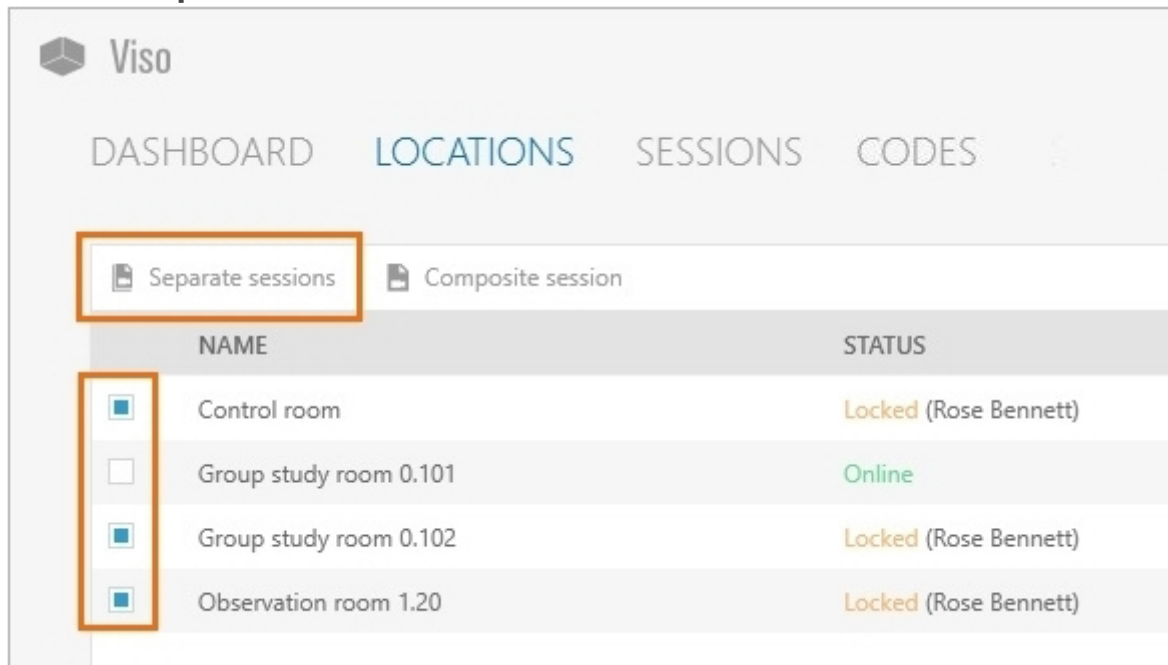 Viso
DASHBOARD LOCATIONS SESSIONS CODES
Separate sessions Composite session
NAME STATUS
Control room Locked (Rose Bennett)
Group study room 0.101 Online
Group study room 0.102 Locked (Rose Bennett)
Observation room 1.20 Locked (Rose Bennett)